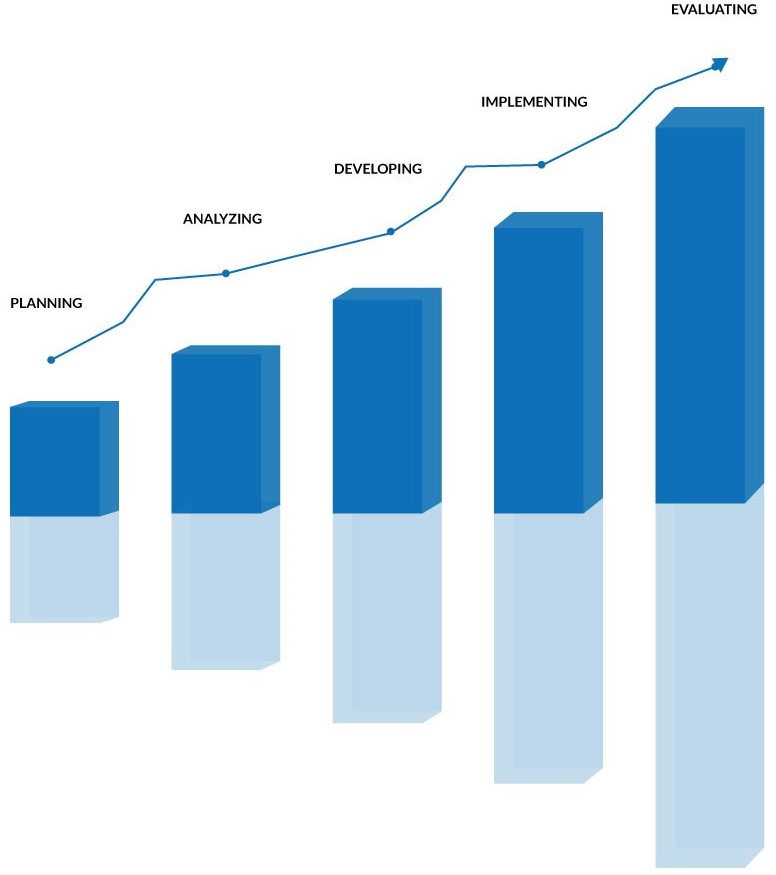 EVALUATING
IMPLEMENTING
DEVELOPING
ANALYZING
PLANNING